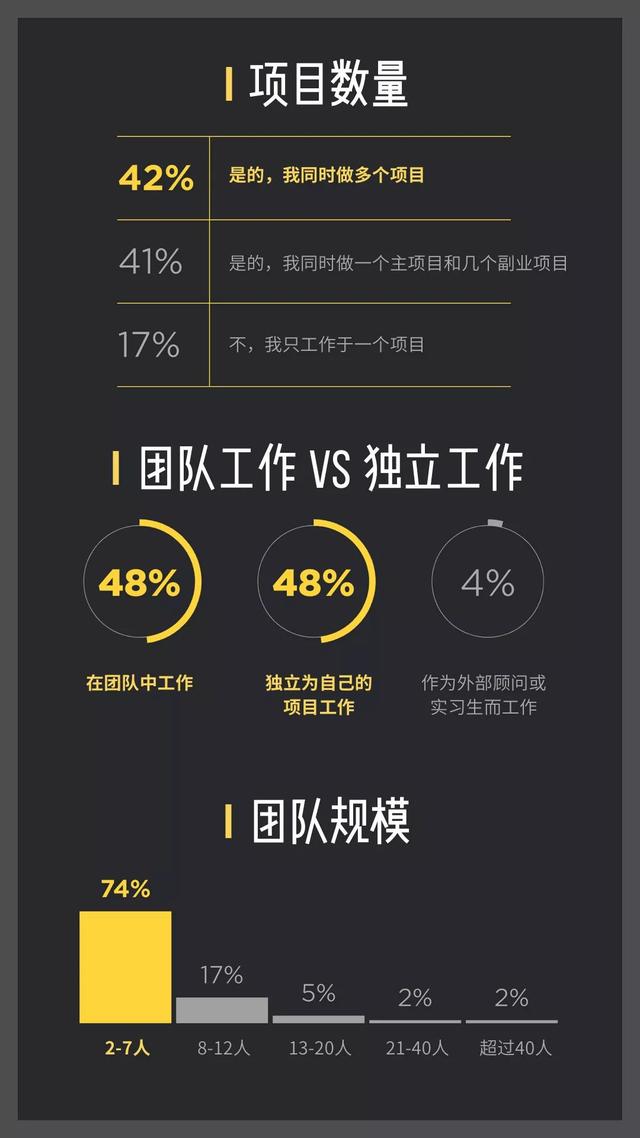 项目数量
42% 是的，我同时做多个项目
41% 是的，我同时做一个主项目和几个副业项目
17% 不，我只工作于一个项目
团队工作 VS 独立工作
48% 48% 4%
在团队中工作 独立为自己的 作为外部顾问或
项目工作 实习生而工作
团队规模
74%
17%
5%
2%
2%
2-7人 8-12人 13-20人 21-40人 超过40人